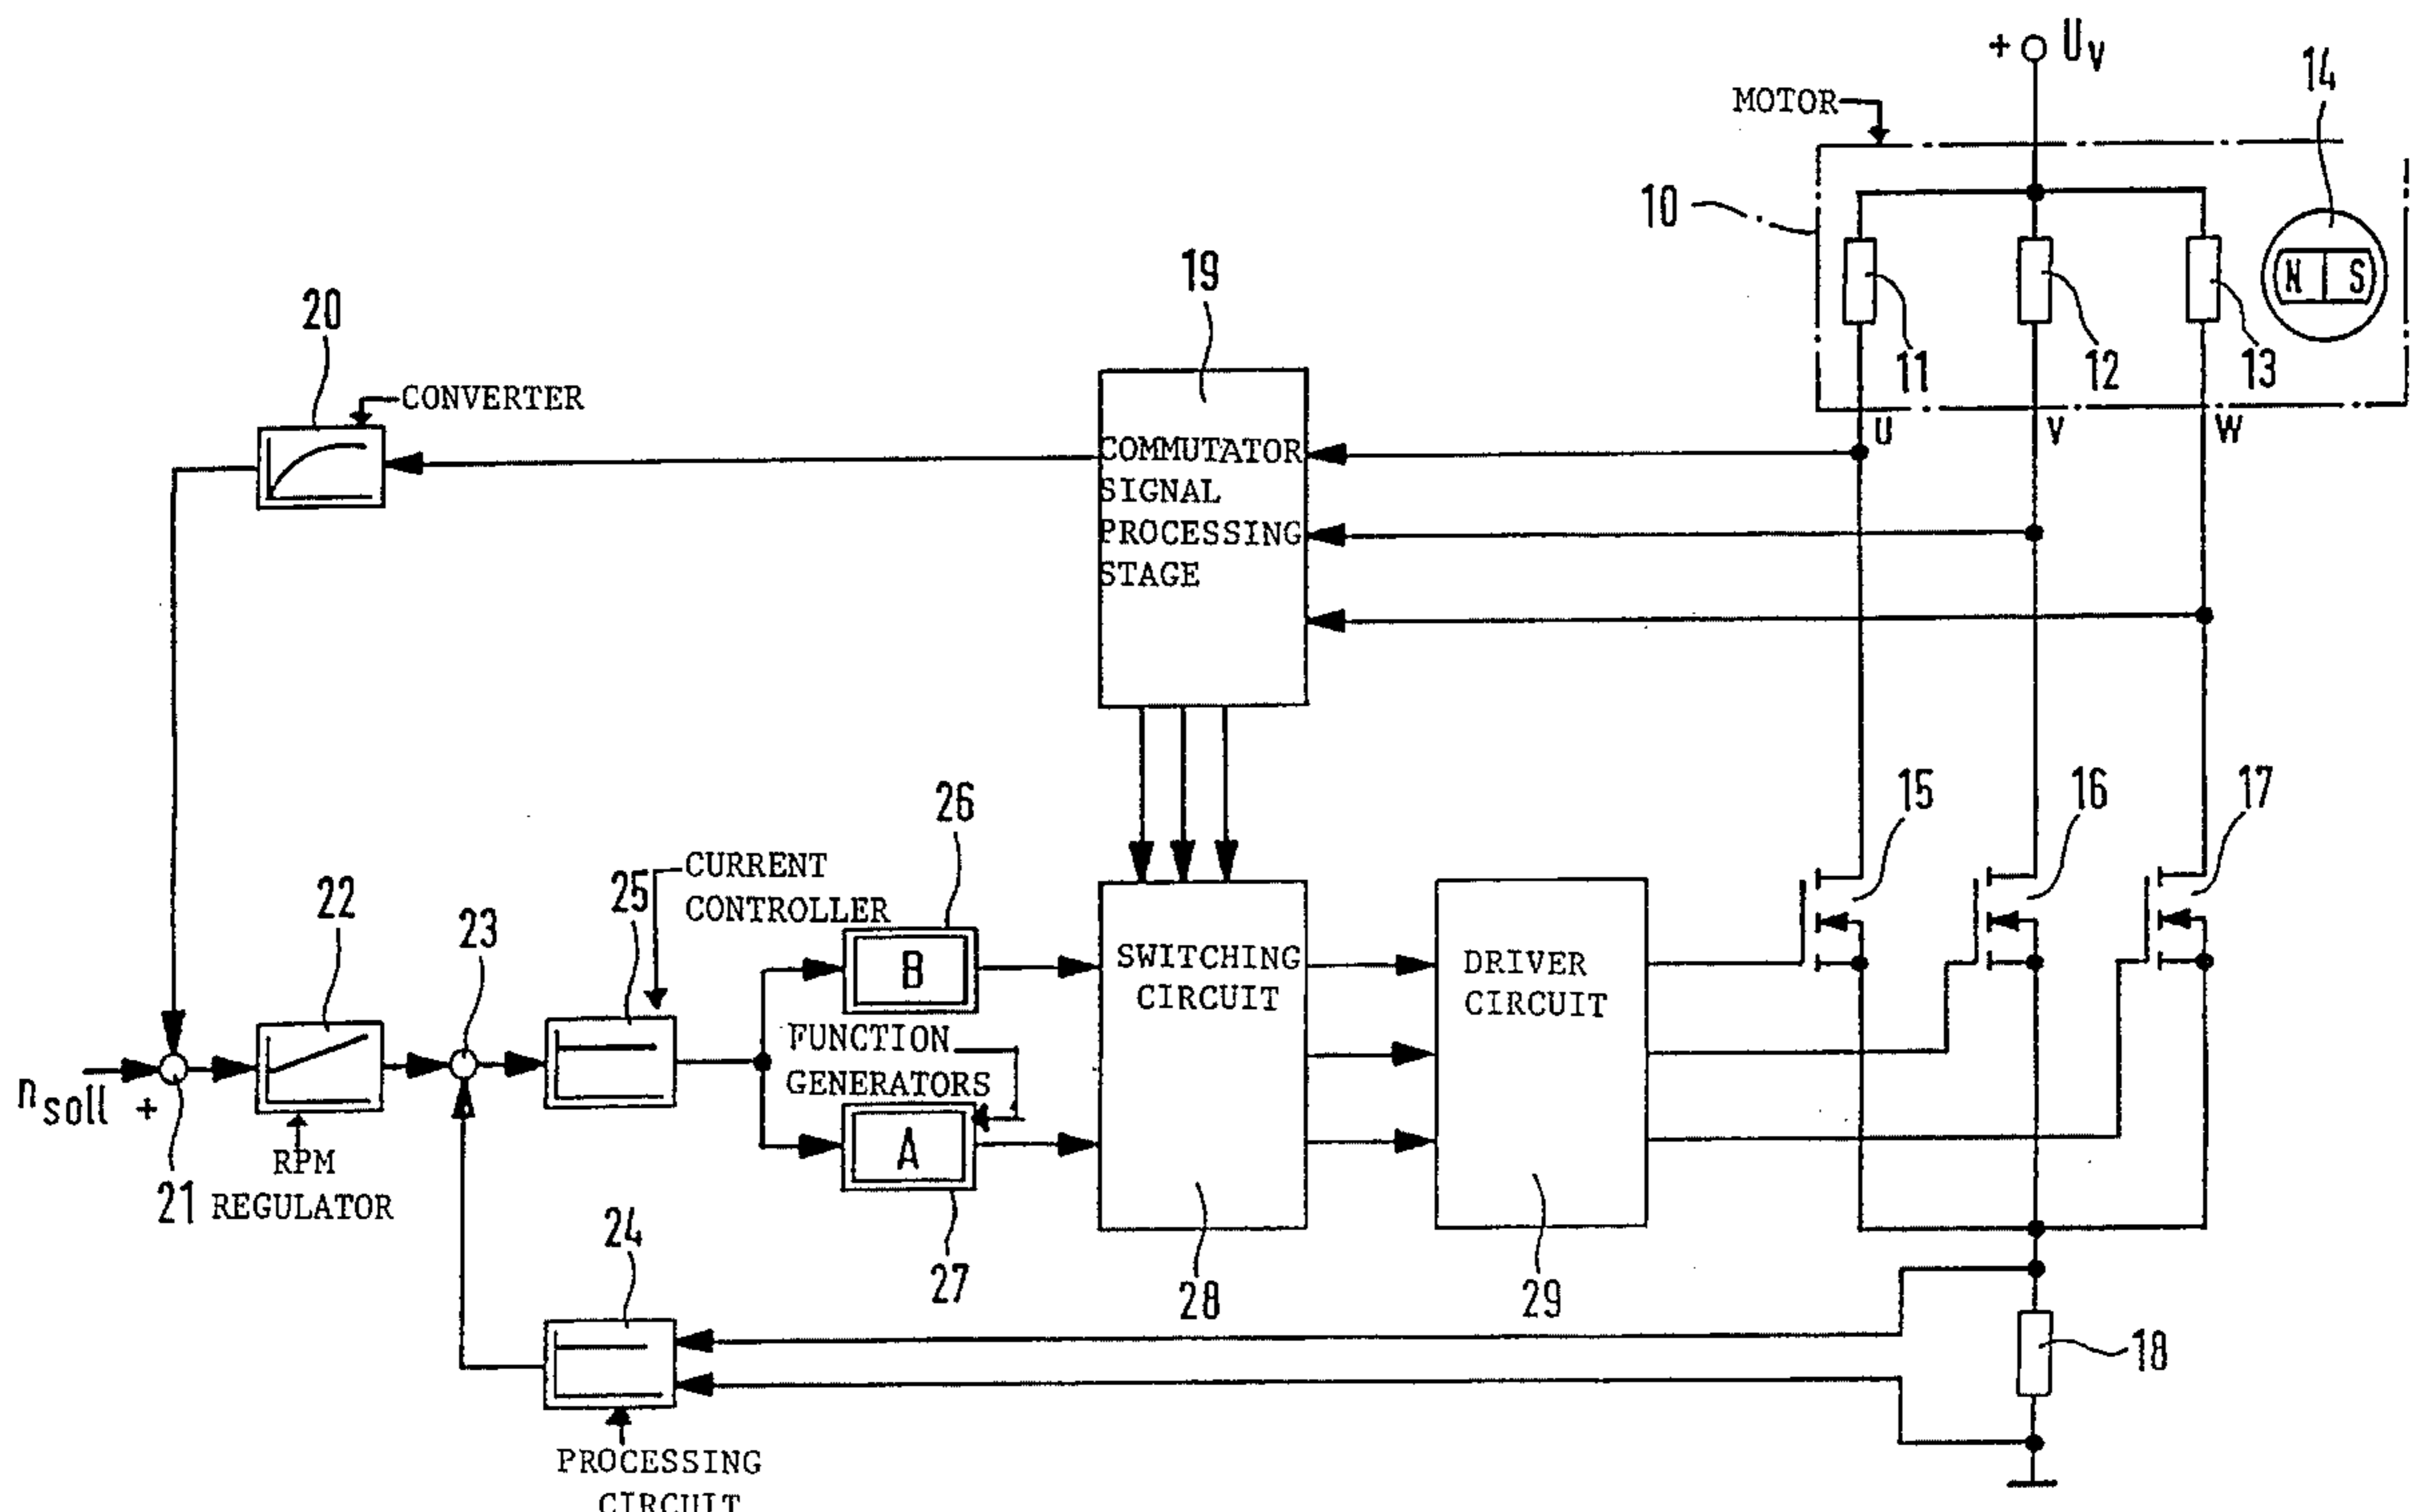 + Uv
14
MOTOR
10
N S
11
12
13
U
V
W
19
20
CONVERTER
COMMUTATOR
SIGNAL
PROCESSING
STAGE
15
16
17
26
CURRENT
CONTROLLER
25
22
23
B
SWITCHING
CIRCUIT
DRIVER
CIRCUIT
FUNCTION
GENERATORS
nsoll +
A
RPM
REGULATOR
21
24
27
28
29
18
PROCESSING
CIRCUIT